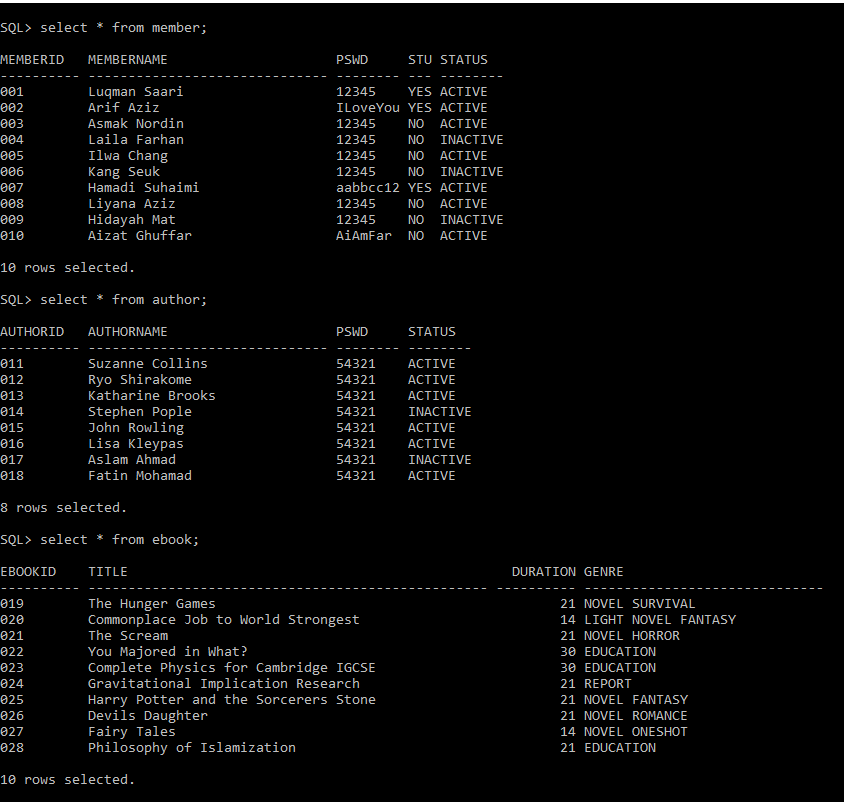 SQL> select * from member;
MEMBERID   MEMBERNAME                     PSWD     STU STATUS
---------- ------------------------------ -------- --- --------
001        Luqman Saari                   12345    YES ACTIVE
002        Arif Aziz                      ILoveYou YES ACTIVE
003        Asmak Nordin                   12345    NO  ACTIVE
004        Laila Farhan                   12345    NO  INACTIVE
005        Ilwa Chang                     12345    NO  ACTIVE
006        Kang Seuk                      12345    NO  INACTIVE
007        Hamadi Suhaimi                 aabbcc12 YES ACTIVE
008        Liyana Aziz                    12345    NO  ACTIVE
009        Hidayah Mat                    12345    NO  INACTIVE
010        Aizat Ghuffar                  AiAmFar  NO  ACTIVE
10 rows selected.
SQL> select * from author;
AUTHORID   AUTHORNAME                     PSWD     STATUS
---------- ------------------------------ -------- --------
011        Suzanne Collins                54321    ACTIVE
012        Ryo Shirakome                  54321    ACTIVE
013        Katharine Brooks               54321    ACTIVE
014        Stephen Pople                  54321    INACTIVE
015        John Rowling                   54321    ACTIVE
016        Lisa Kleypas                   54321    ACTIVE
017        Aslam Ahmad                    54321    INACTIVE
018        Fatin Mohamad                  54321    ACTIVE
8 rows selected.
SQL> select * from ebook;
EBOOKID    TITLE                                                DURATION GENRE
---------- -------------------------------------------------- ---------- ------------------------------
019        The Hunger Games                                           21 NOVEL SURVIVAL
020        Commonplace Job to World Strongest                         14 LIGHT NOVEL FANTASY
021        The Scream                                                 21 NOVEL HORROR
022        You Majored in What?                                       30 EDUCATION
023        Complete Physics for Cambridge IGCSE                       30 EDUCATION
024        Gravitational Implication Research                         21 REPORT
025        Harry Potter and the Sorcerers Stone                       21 NOVEL FANTASY
026        Devils Daughter                                            21 NOVEL ROMANCE
027        Fairy Tales                                                14 NOVEL ONESHOT
028        Philosophy of Islamization                                 21 EDUCATION
10 rows selected.